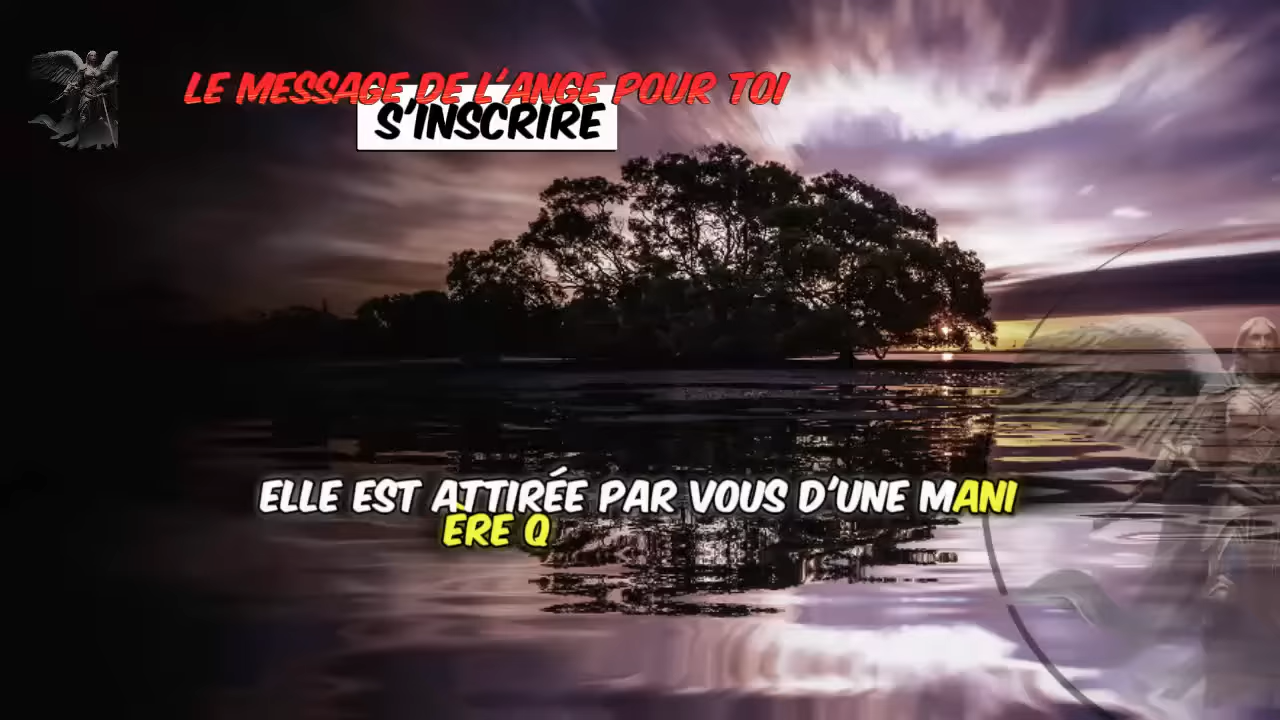 LE MESSAGE DE L'ANGE POUR TOI
S'INSCRIRE
ELLE EST ATTIRÉE PAR VOUS D'UNE MANI
ÈRE Q